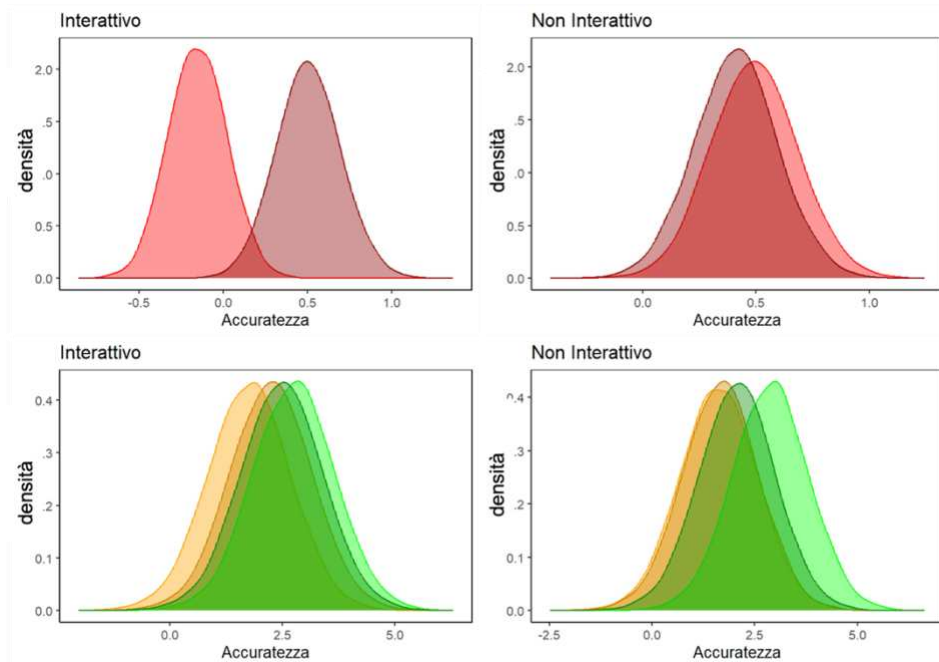 Interattivo
2.0
.5
.0
0.5
0.0
densità
-0.5 0.0 0.5 1.0
Accuratezza
Non Interattivo
2.0
.5
.0
0.5
.0
densità
0.0 0.5 1.0
Accuratezza
Interattivo
0.4
.3
.2
0.1
0.0
densità
0.0 2.5 5.0
Accuratezza
Non Interattivo
0.4
.3
.2
0.1
0.0
densità
-2.5 0.0 2.5 5.0
Accuratezza